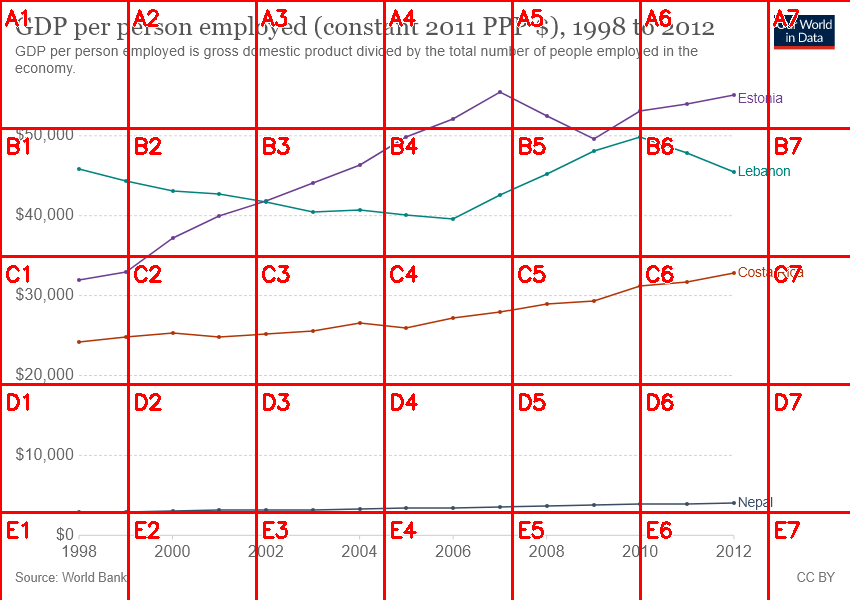 GDP per person employed (constant 2011 PPP $), 1998 to 2012
Our World
in Data
GDP per person employed is gross domestic product divided by the total number of people employed in the
economy.
A1 A2 A3 A4 A5 A6 A7
Estonia
$50,000
B1 B2 B3 B4 B5 B6 B7
Lebanon
$40,000
C1 C2 C3 C4 C5 C6 C7
Costa Rica
$30,000
$20,000
D1 D2 D3 D4 D5 D6 D7
$10,000
Nepal
E1 E2 E3 E4 E5 E6 E7
$0
1998 2000 2002 2004 2006 2008 2010 2012
Source: World Bank
CC BY